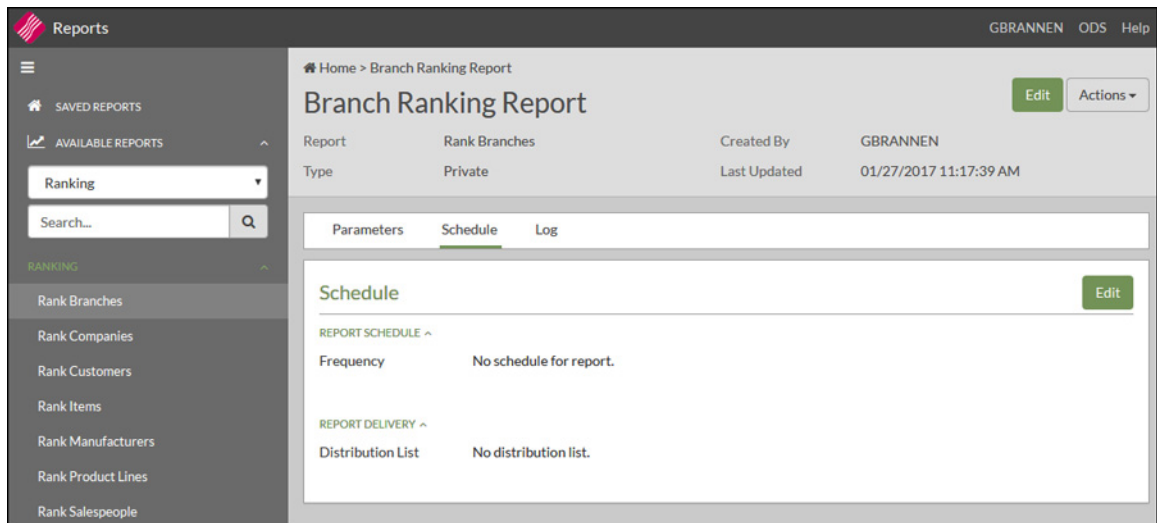 Reports
GBRANNEN ODS Help
SAVED REPORTS
AVAILABLE REPORTS
Ranking
Search...
RANKING
Rank Branches
Rank Companies
Rank Customers
Rank Items
Rank Manufacturers
Rank Product Lines
Rank Salespeople
Home > Branch Ranking Report
Branch Ranking Report
Edit Actions
Report Rank Branches Created By GBRANNEN
Type Private Last Updated 01/27/2017 11:17:39 AM
Parameters Schedule Log
Schedule
Edit
REPORT SCHEDULE
Frequency No schedule for report.
REPORT DELIVERY
Distribution List No distribution list.